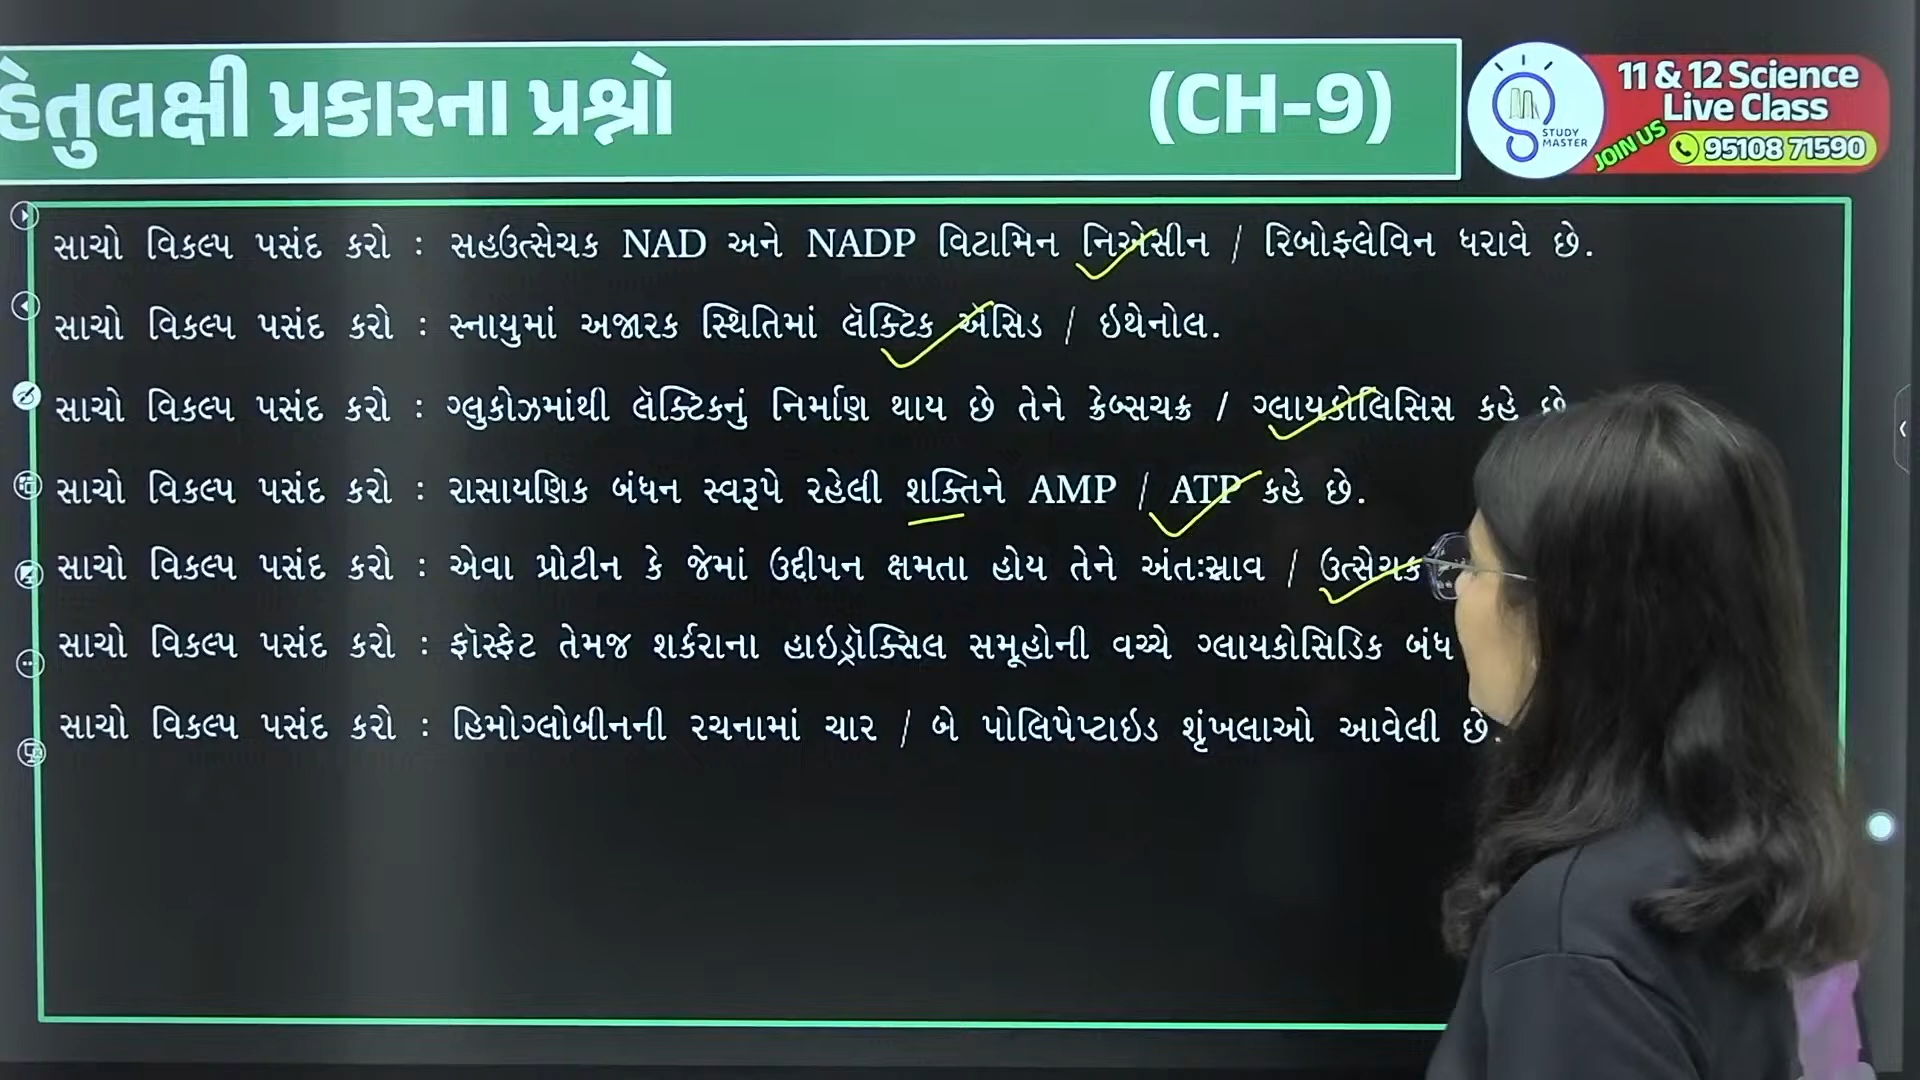 હેતુલક્ષી પ્રકારના પ્રશ્નો (CH-9)
11 & 12 Science
Live Class
JOIN US 95108 71590
STUDY
MASTER
સાચો વિકલ્પ પસંદ કરો : સહઉત્સેચક NAD અને NADP વિટામિન નિએસીન / રિબોફ્લેવિન ધરાવે છે.
સાચો વિકલ્પ પસંદ કરો : સ્નાયુમાં અજારક સ્થિતિમાં લૅક્ટિક ઍસિડ / ઇથેનોલ.
સાચો વિકલ્પ પસંદ કરો : ગ્લુકોઝમાંથી લૅક્ટિકનું નિર્માણ થાય છે તેને ક્રેબ્સચક્ર / ગ્લાયકોલિસિસ કહે છે
સાચો વિકલ્પ પસંદ કરો : રાસાયણિક બંધન સ્વરૂપે રહેલી શક્તિને AMP / ATP કહે છે.
સાચો વિકલ્પ પસંદ કરો : એવા પ્રોટીન કે જેમાં ઉદ્દીપન ક્ષમતા હોય તેને અંતઃસ્રાવ / ઉત્સેચક
સાચો વિકલ્પ પસંદ કરો : ફૉસ્ફેટ તેમજ શર્કરાના હાઇડ્રૉક્સિલ સમૂહોની વચ્ચે ગ્લાયકોસિડિક બંધ
સાચો વિકલ્પ પસંદ કરો : હિમોગ્લોબીનની રચનામાં ચાર / બે પોલિપેપ્ટાઇડ શૃંખલાઓ આવેલી છે.